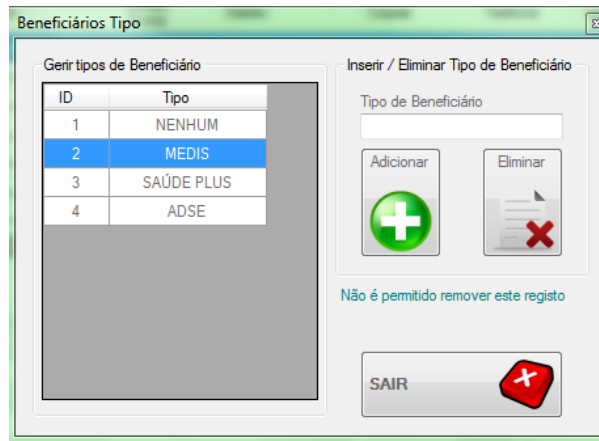 Beneficiários Tipo
Gerir tipos de Beneficiário
ID Tipo
1 NENHUM
2 MEDIS
3 SAÚDE PLUS
4 ADSE
Inserir / Eliminar Tipo de Beneficiário
Tipo de Beneficiário
Adicionar Eliminar
Não é permitido remover este registo
SAIR